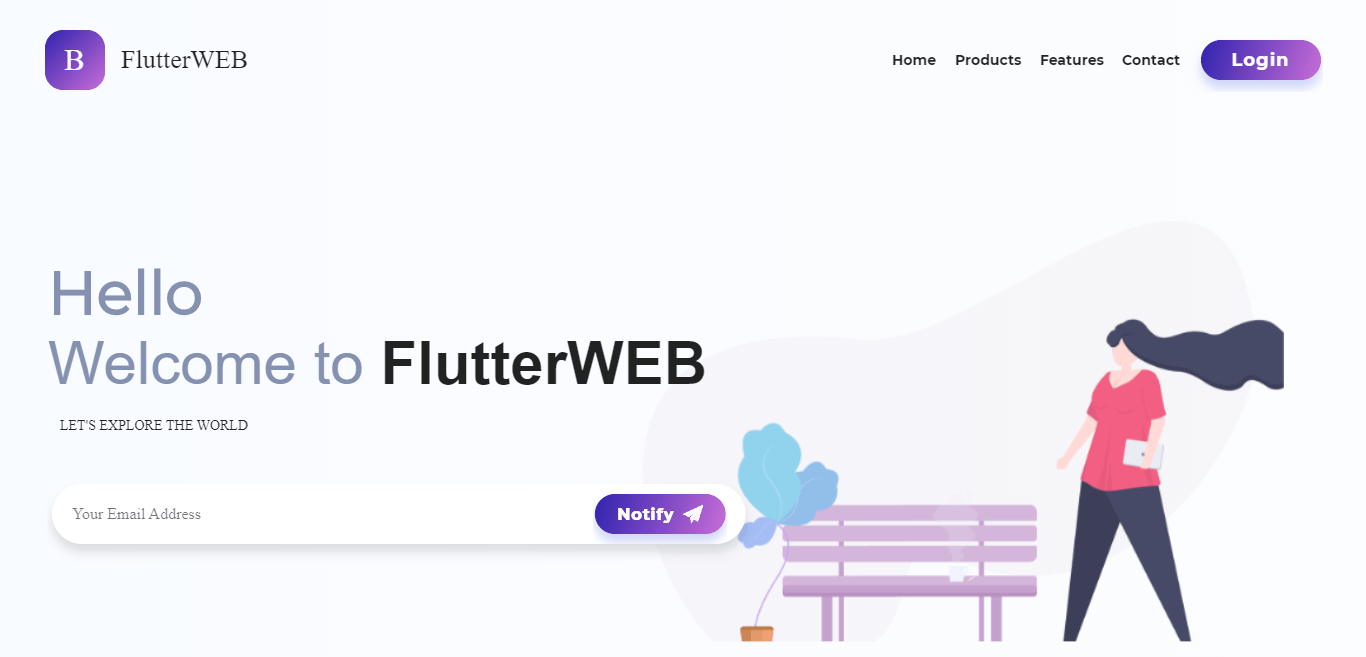 B FlutterWEB Home Products Features Contact Login
Hello
Welcome to FlutterWEB
LET'S EXPLORE THE WORLD
Your Email Address Notify